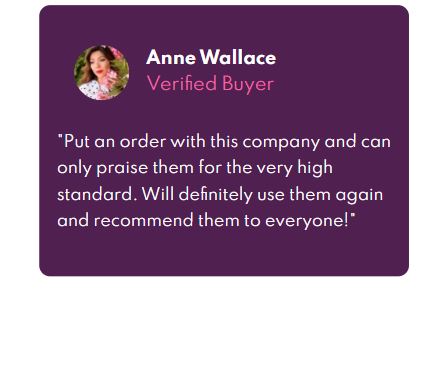 Anne Wallace
Verified Buyer
"Put an order with this company and can
only praise them for the very high
standard. Will definitely use them again
and recommend them to everyone!"